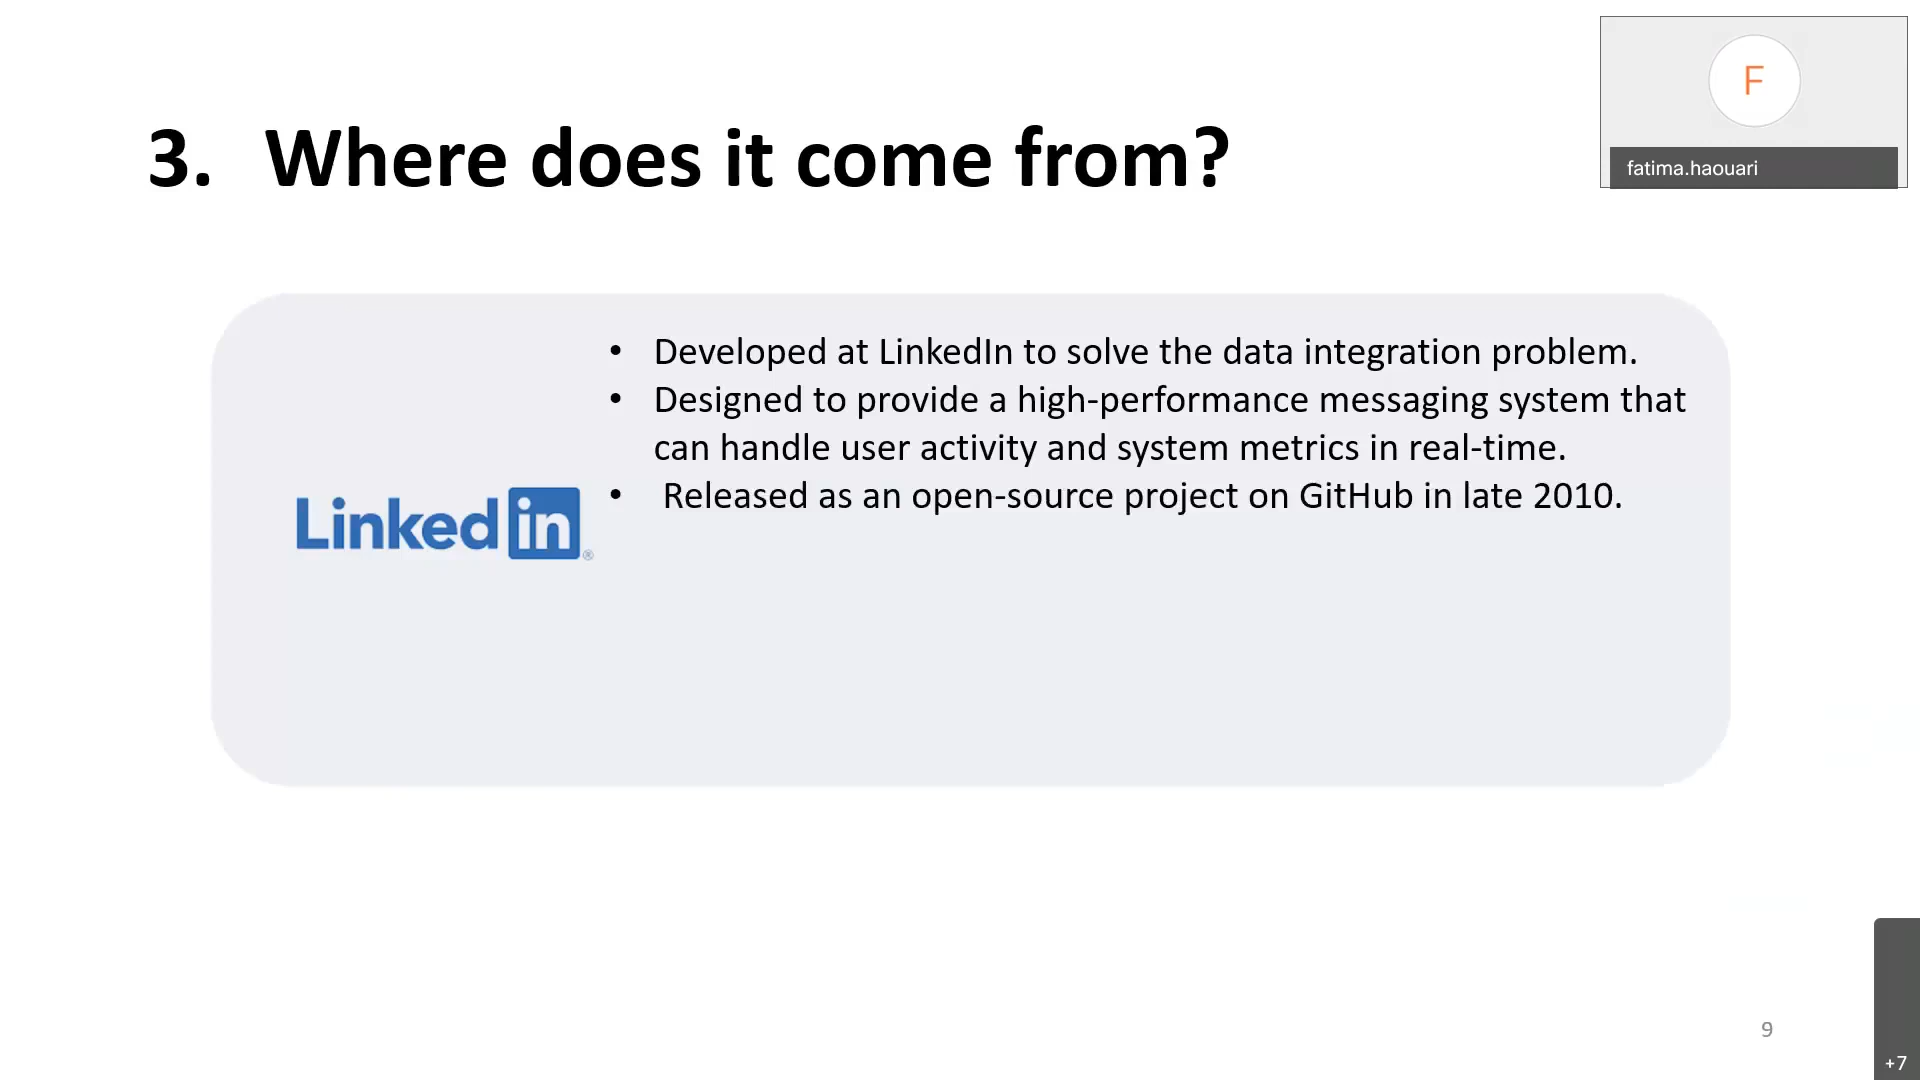 F
fatima.haouari
3. Where does it come from?
• Developed at LinkedIn to solve the data integration problem.
• Designed to provide a high-performance messaging system that
can handle user activity and system metrics in real-time.
• Released as an open-source project on GitHub in late 2010.
Linkedin®
9
+7